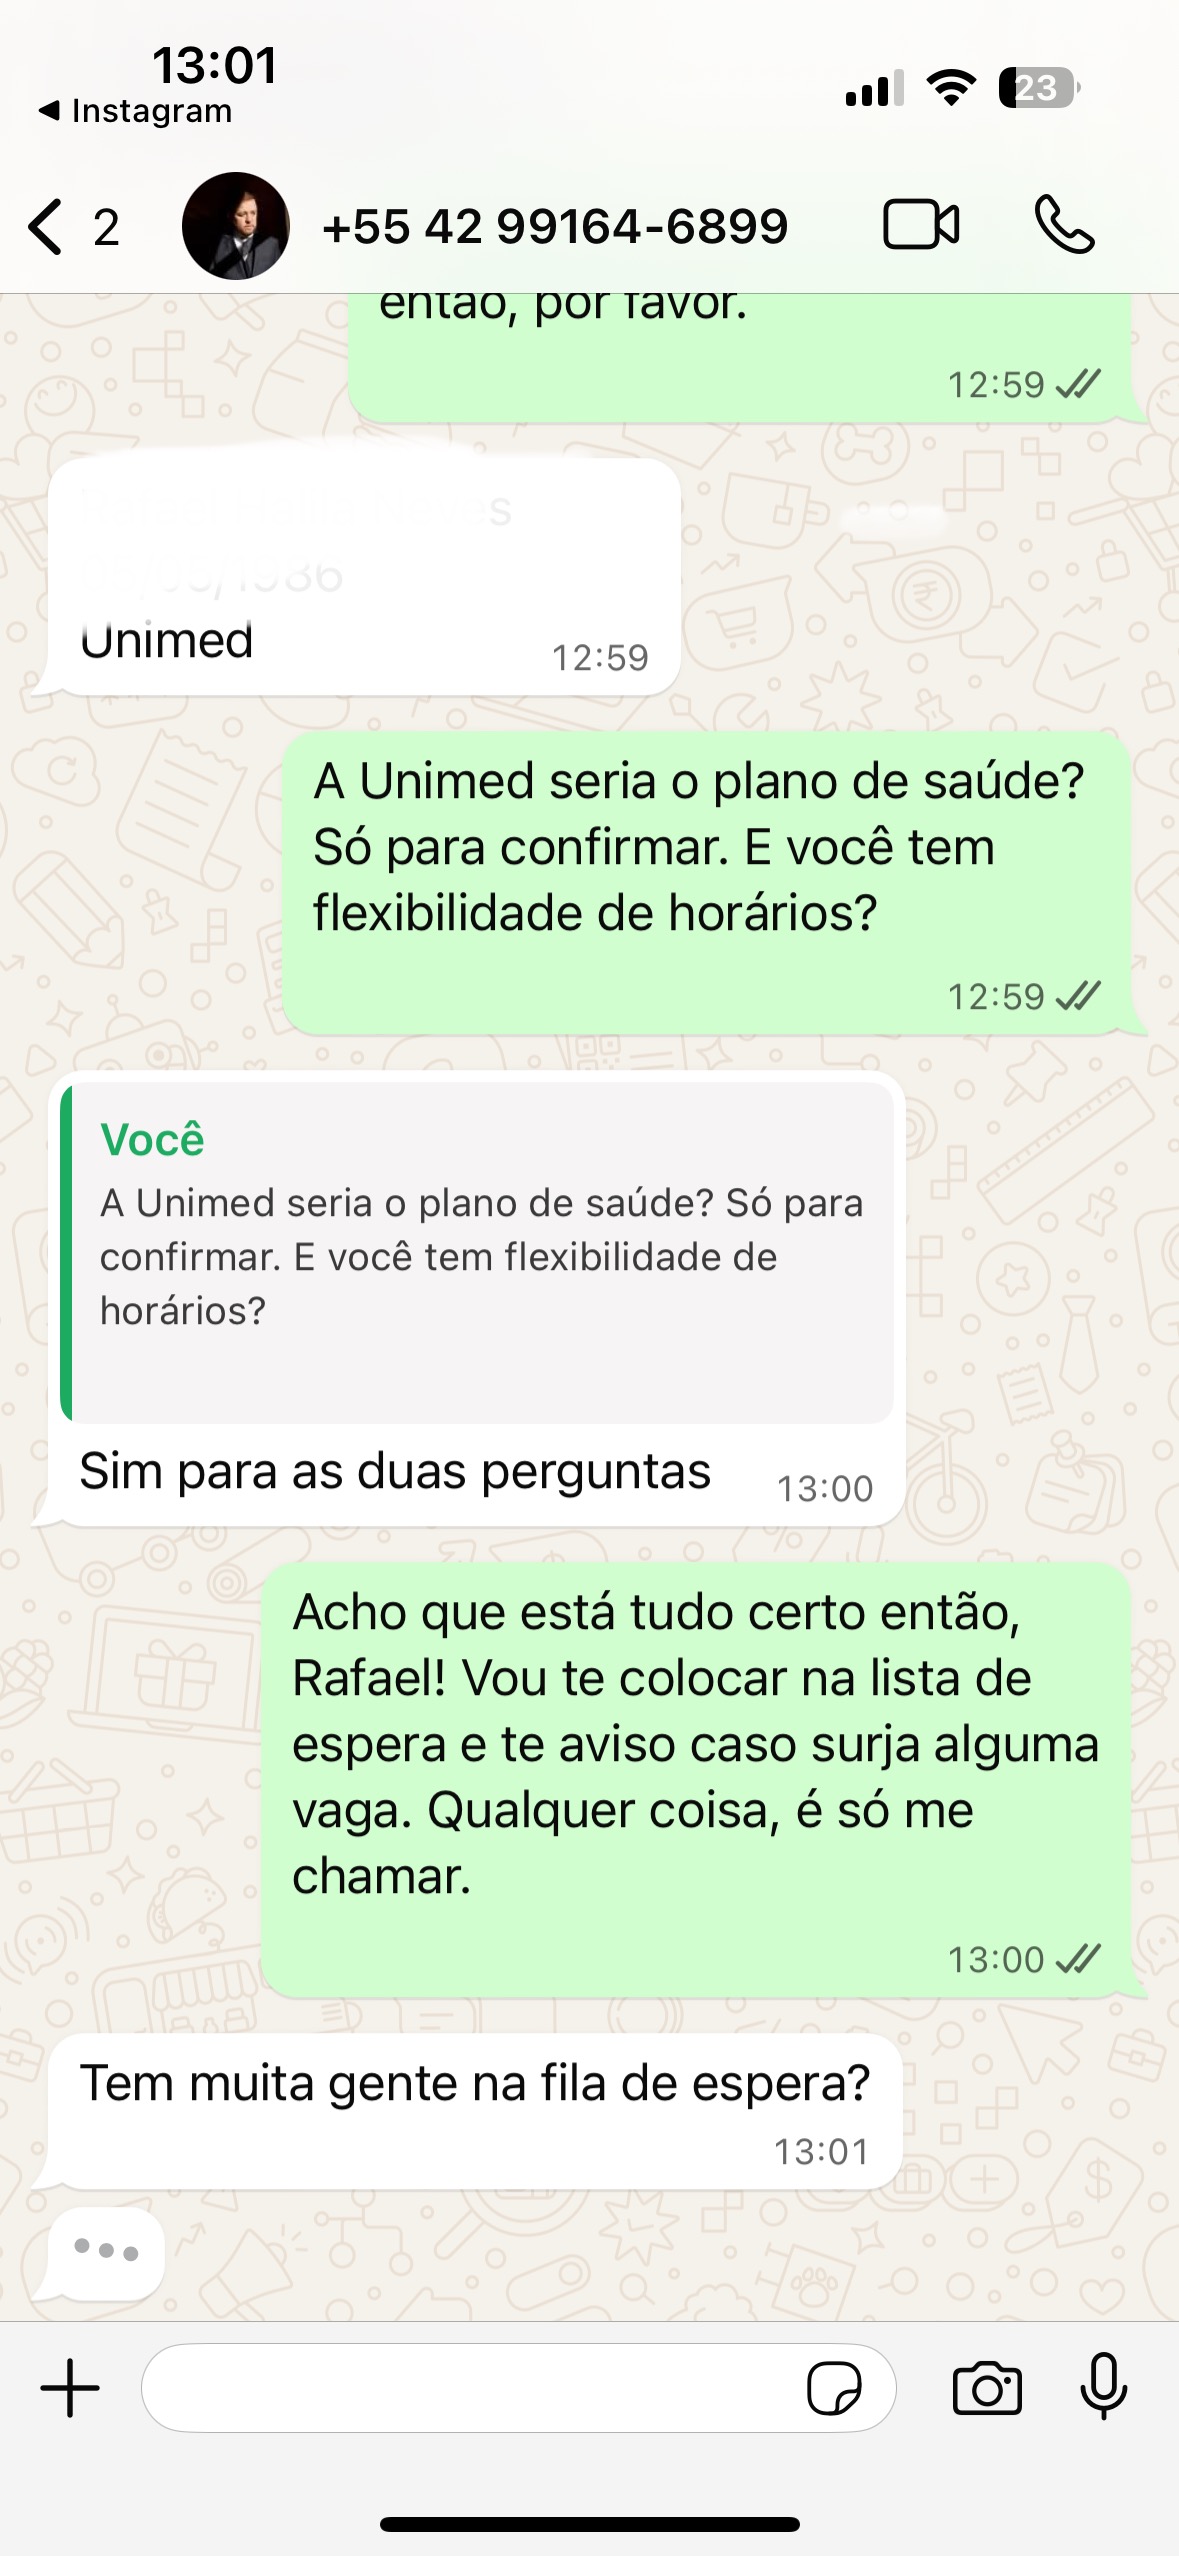 13:01
Instagram
23
2
+55 42 99164-6899
então, por favor.
12:59
Unimed
12:59
A Unimed seria o plano de saúde?
Só para confirmar. E você tem
flexibilidade de horários?
12:59
Você
A Unimed seria o plano de saúde? Só para
confirmar. E você tem flexibilidade de
horários?
Sim para as duas perguntas
13:00
Acho que está tudo certo então,
Rafael! Vou te colocar na lista de
espera e te aviso caso surja alguma
vaga. Qualquer coisa, é só me
chamar.
13:00
Tem muita gente na fila de espera?
13:01